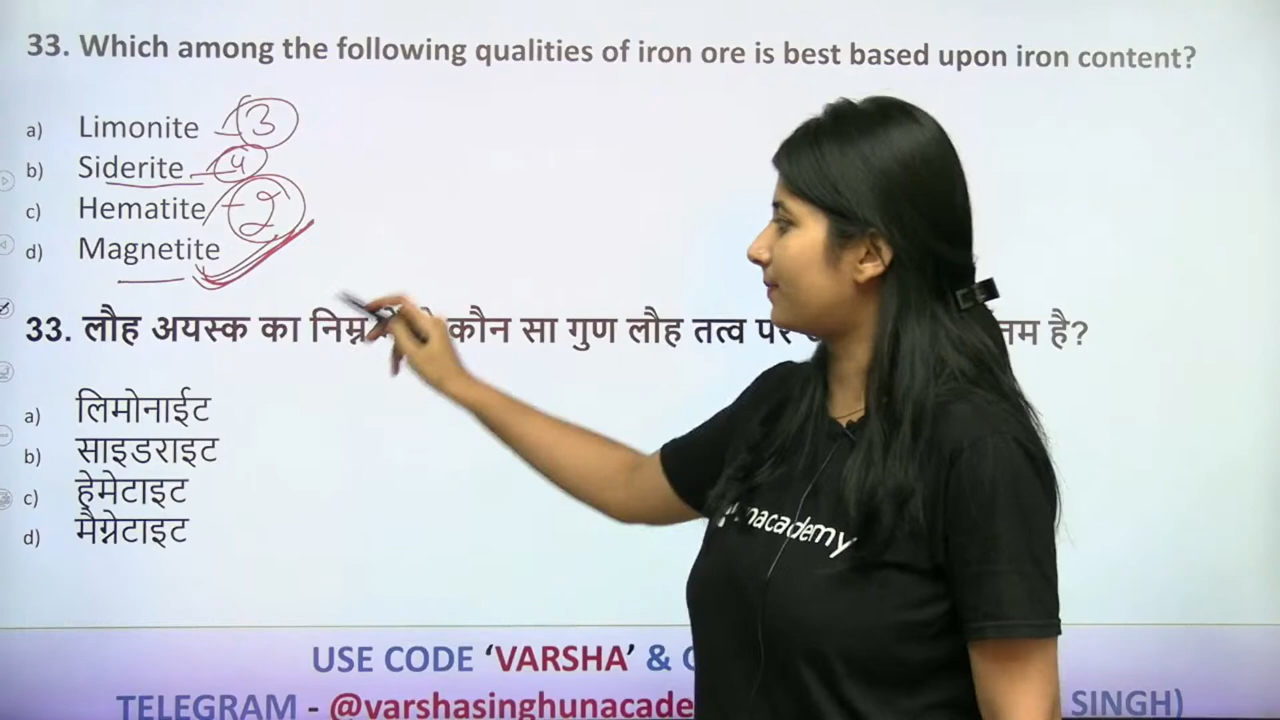 33. Which among the following qualities of iron ore is best based upon iron content?
a) Limonite 3
b) Siderite 4
c) Hematite 2
d) Magnetite
33. लौह अयस्क का निम्न कौन सा गुण लौह तत्व पर है?
a) लिमोनाईट
b) साइडराइट
c) हेमेटाइट
d) मैग्नेटाइट
unacademy
USE CODE ‘VARSHA’ &
TELEGRAM - @varshasinghunacade SINGH)